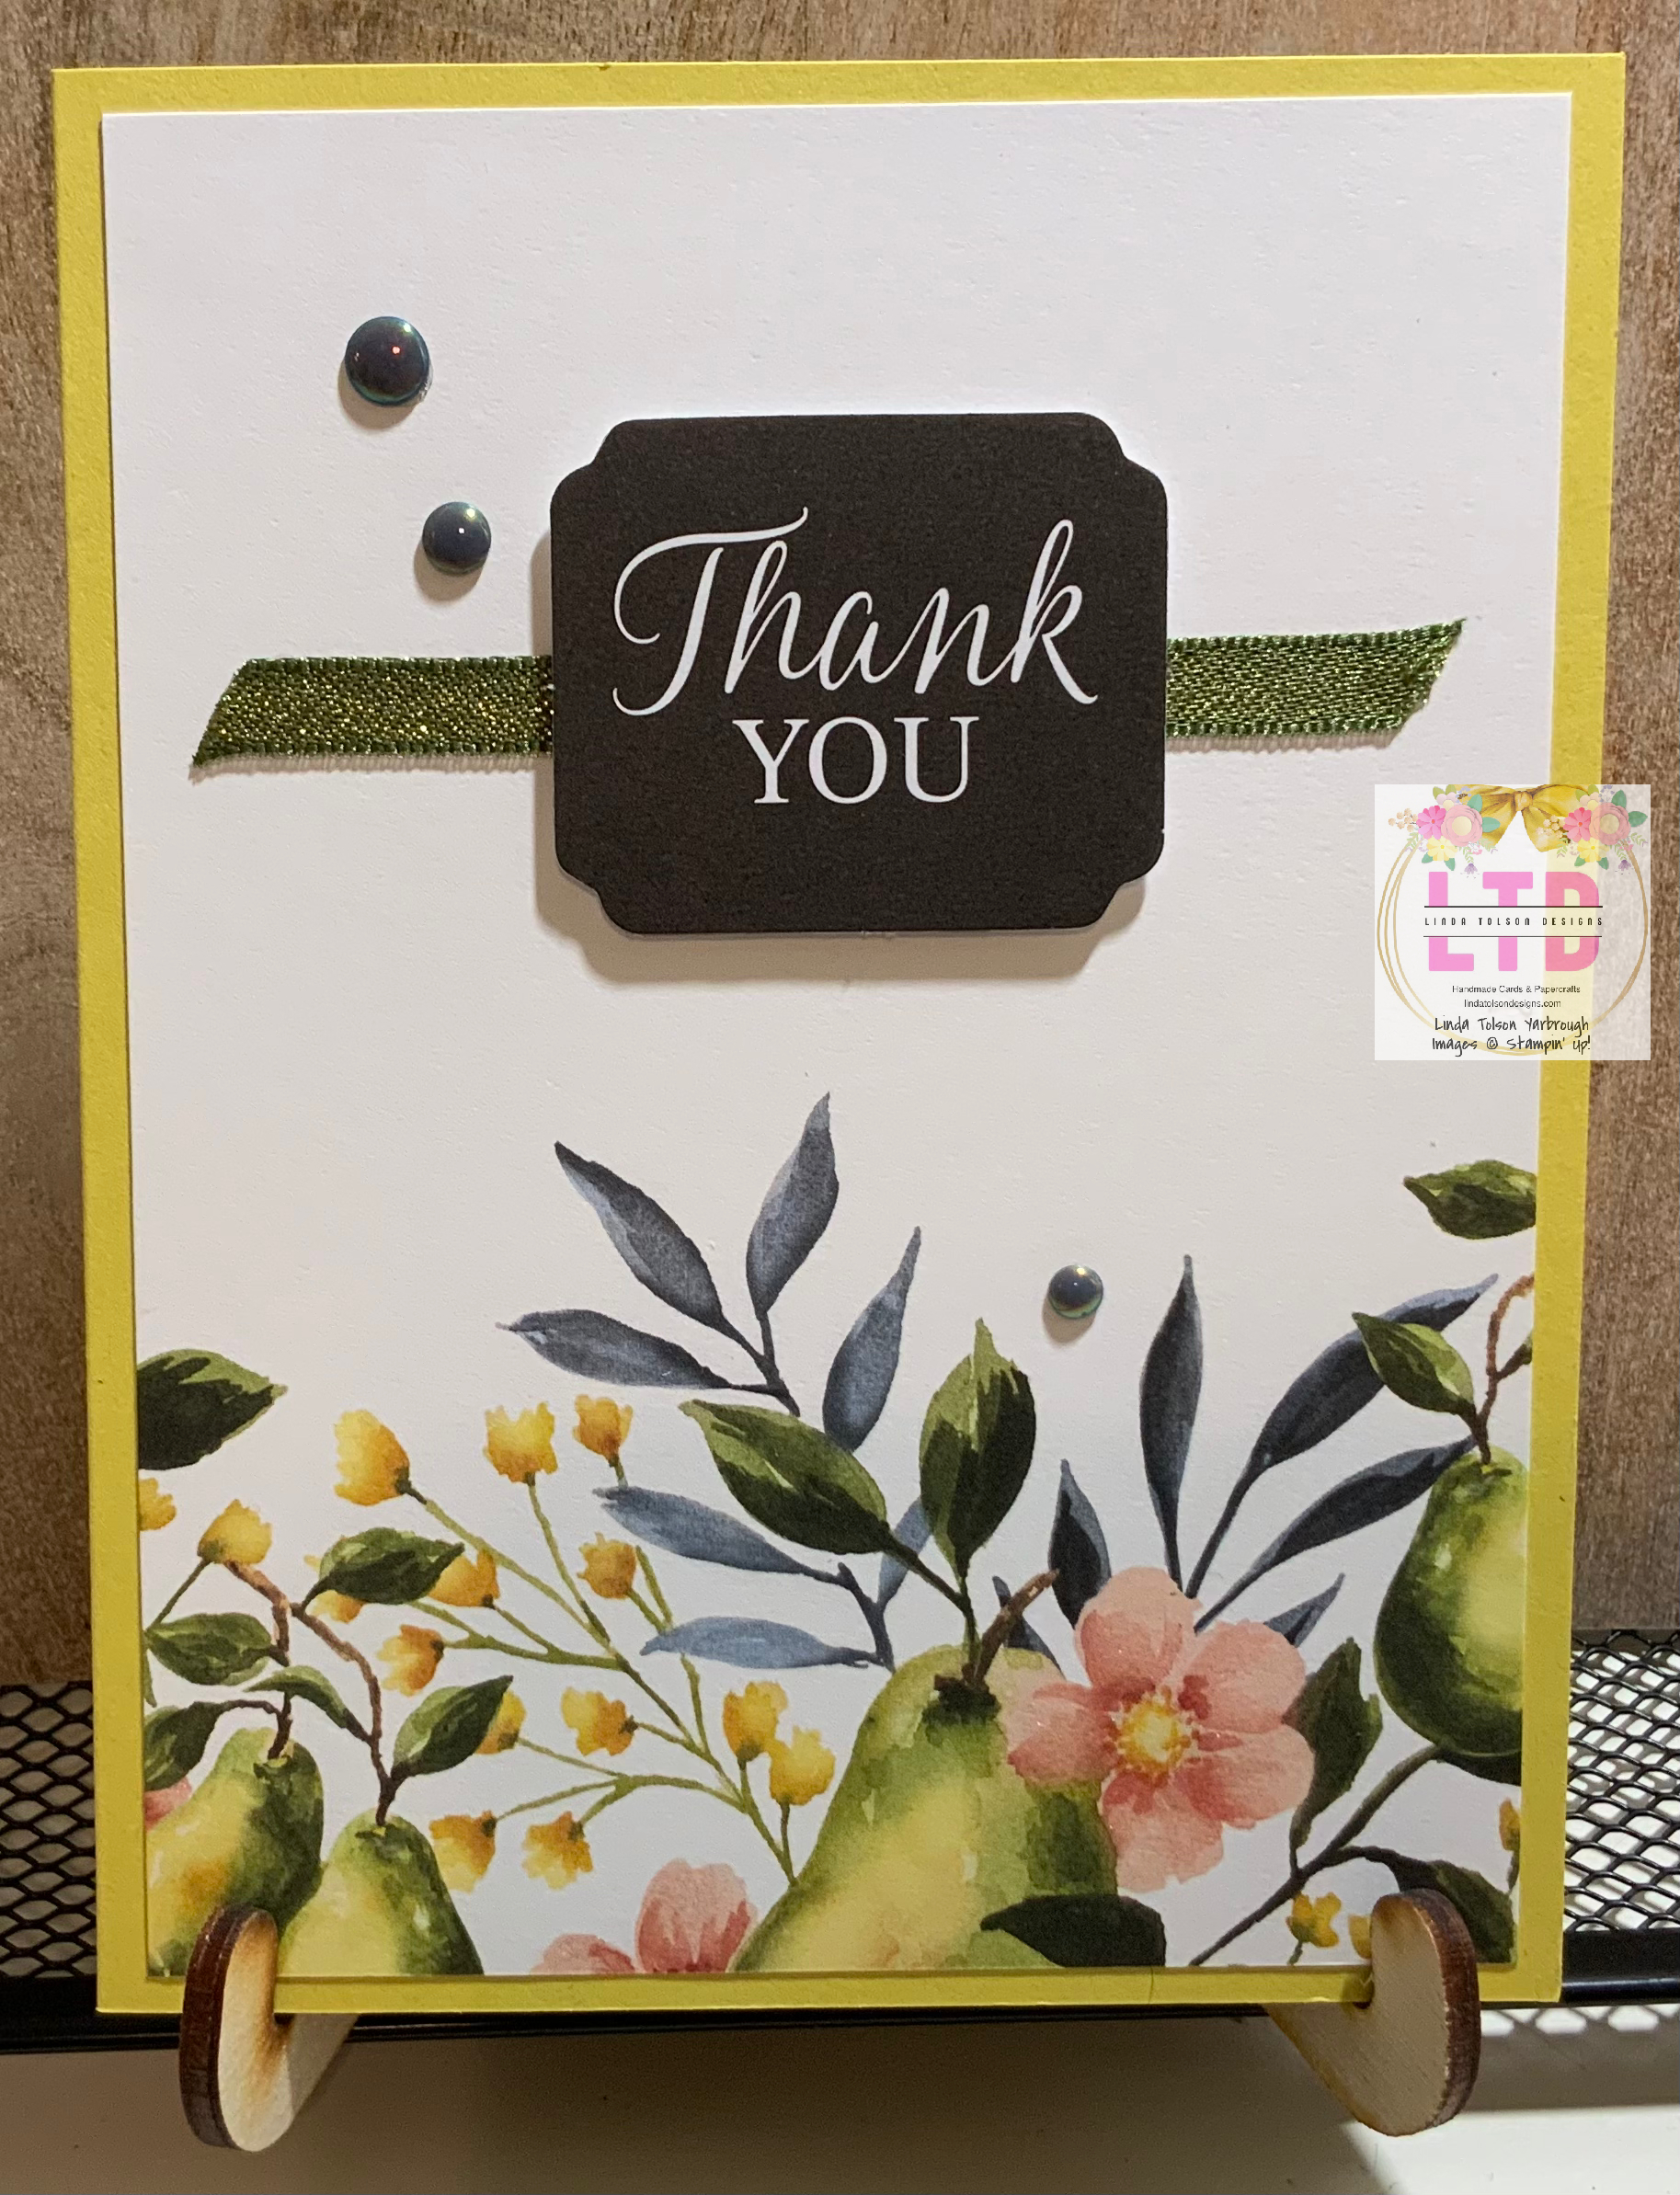 Thank
YOU
LTD
LINDA TOLSON DESIGNS
Handmade Cards & Papercrafts
lindatolsondesigns.com
Linda Tolson Yarbrough
Images © Stampin' Up!